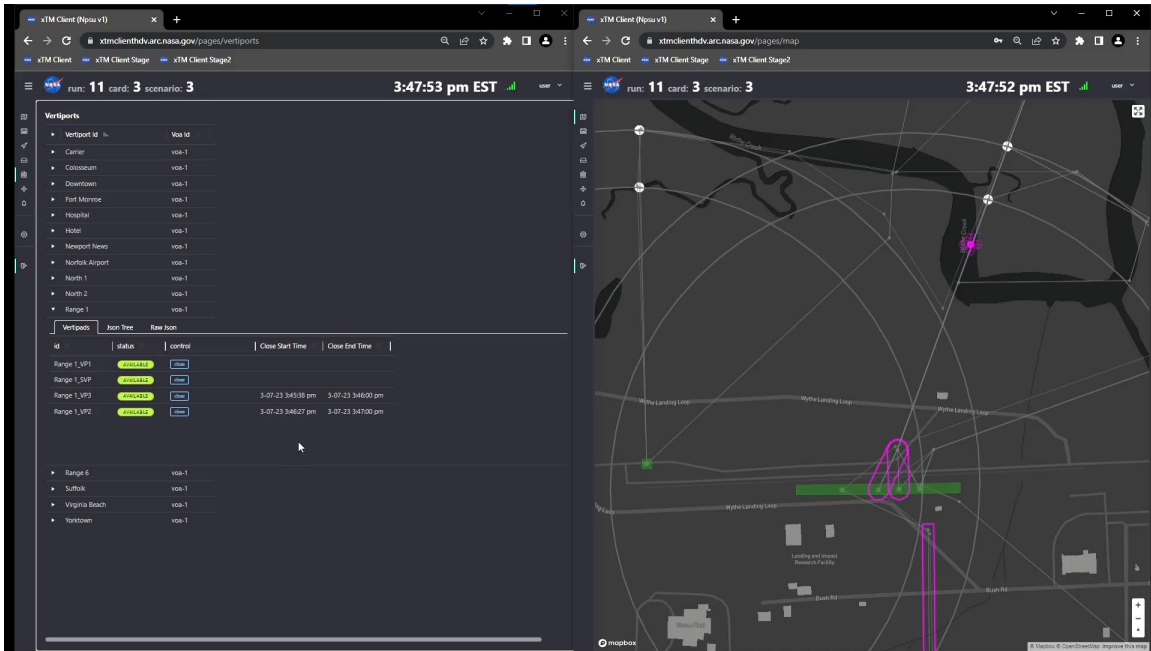 xTM Client (Npsu v1)
xtmclienthdv.arc.nasa.gov/pages/vertiports
xTM Client xTM Client Stage xTM Client Stage2
NASA run: 11 card: 3 scenario: 3 3:47:53 pm EST user
Vertiports
Vertiport Id Voa Id
Carrier voa-1
Colosseum voa-1
Downtown voa-1
Fort Monroe voa-1
Hospital voa-1
Hotel voa-1
Newport News voa-1
Norfolk Airport voa-1
North 1 voa-1
North 2 voa-1
Range 1 voa-1
Vertipads Json Tree Raw Json
id status control Close Start Time Close End Time
Range 1_VP1 AVAILABLE close
Range 1_SVP AVAILABLE close
Range 1_VP3 AVAILABLE close 3-07-23 3:45:38 pm 3-07-23 3:46:00 pm
Range 1_VP2 AVAILABLE close 3-07-23 3:46:27 pm 3-07-23 3:47:00 pm
Range 6 voa-1
Suffolk voa-1
Virginia Beach voa-1
Yorktown voa-1
xTM Client (Npsu v1)
xtmclienthdv.arc.nasa.gov/pages/map
xTM Client xTM Client Stage xTM Client Stage2
NASA run: 11 card: 3 scenario: 3 3:47:52 pm EST user
Wythe Creek
Wythe Creek
Wythe Landing Loop
Wythe Landing Loop
Wythe Landing Loop
Wythe Landing Loop
Landing and Impact
Research Facility
Bush Rd
Bush Rd
mapbox
© Mapbox © OpenStreetMap Improve this map